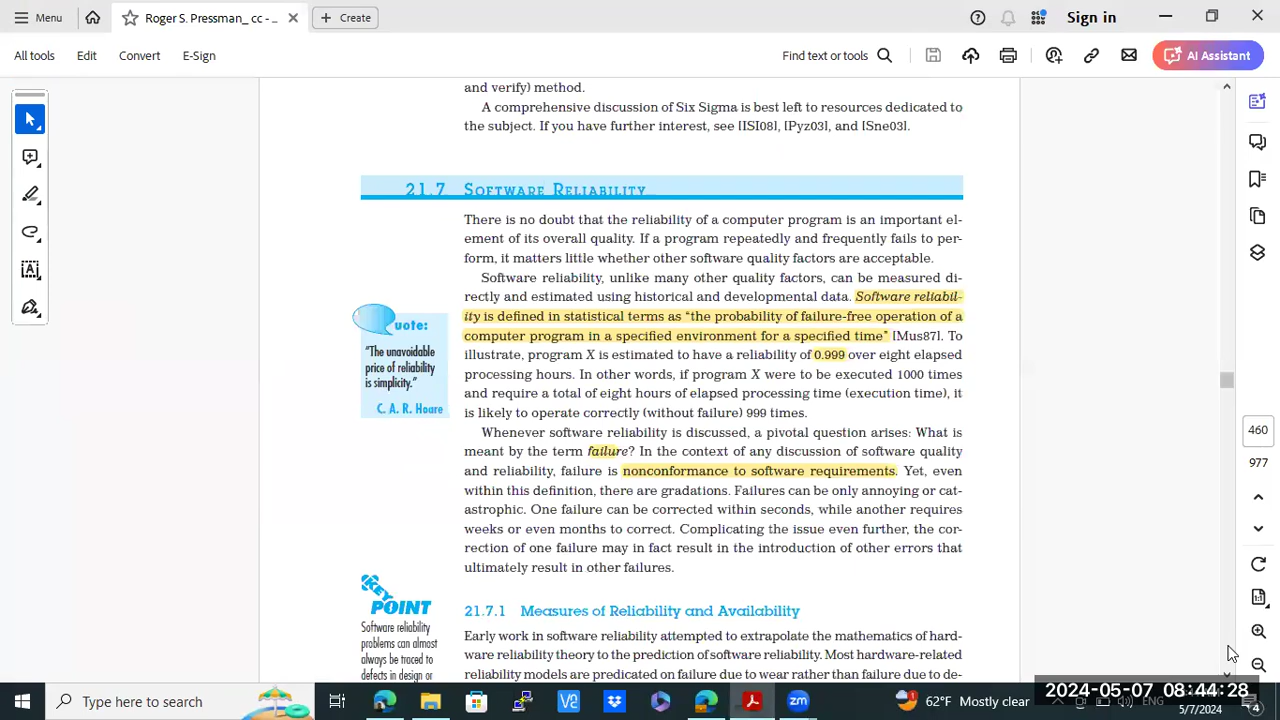 Menu
Roger S. Pressman_ cc - ...
Create
Sign in
All tools
Edit
Convert
E-Sign
Find text or tools
AI Assistant
and verify) method.
A comprehensive discussion of Six Sigma is best left to resources dedicated to
the subject. If you have further interest, see [ISI08], [Pyz03], and [Sne03].
21.7 SOFTWARE RELIABILITY
There is no doubt that the reliability of a computer program is an important el-
ement of its overall quality. If a program repeatedly and frequently fails to per-
form, it matters little whether other software quality factors are acceptable.
Software reliability, unlike many other quality factors, can be measured di-
rectly and estimated using historical and developmental data. Software reliabil-
ity is defined in statistical terms as “the probability of failure-free operation of a
computer program in a specified environment for a specified time” [Mus87]. To
illustrate, program X is estimated to have a reliability of 0.999 over eight elapsed
processing hours. In other words, if program X were to be executed 1000 times
and require a total of eight hours of elapsed processing time (execution time), it
is likely to operate correctly (without failure) 999 times.
uote:
“The unavoidable
price of reliability
is simplicity.”
C. A. R. Hoare
Whenever software reliability is discussed, a pivotal question arises: What is
meant by the term failure? In the context of any discussion of software quality
and reliability, failure is nonconformance to software requirements. Yet, even
within this definition, there are gradations. Failures can be only annoying or cat-
astrophic. One failure can be corrected within seconds, while another requires
weeks or even months to correct. Complicating the issue even further, the cor-
rection of one failure may in fact result in the introduction of other errors that
ultimately result in other failures.
KEY
POINT
Software reliability
problems can almost
always be traced to
defects in design or
21.7.1 Measures of Reliability and Availability
Early work in software reliability attempted to extrapolate the mathematics of hard-
ware reliability theory to the prediction of software reliability. Most hardware-related
reliability models are predicated on failure due to wear rather than failure due to de-
460
977
Type here to search
62°F Mostly clear
ENG
2024-05-07 08:44:28
5/7/2024
4